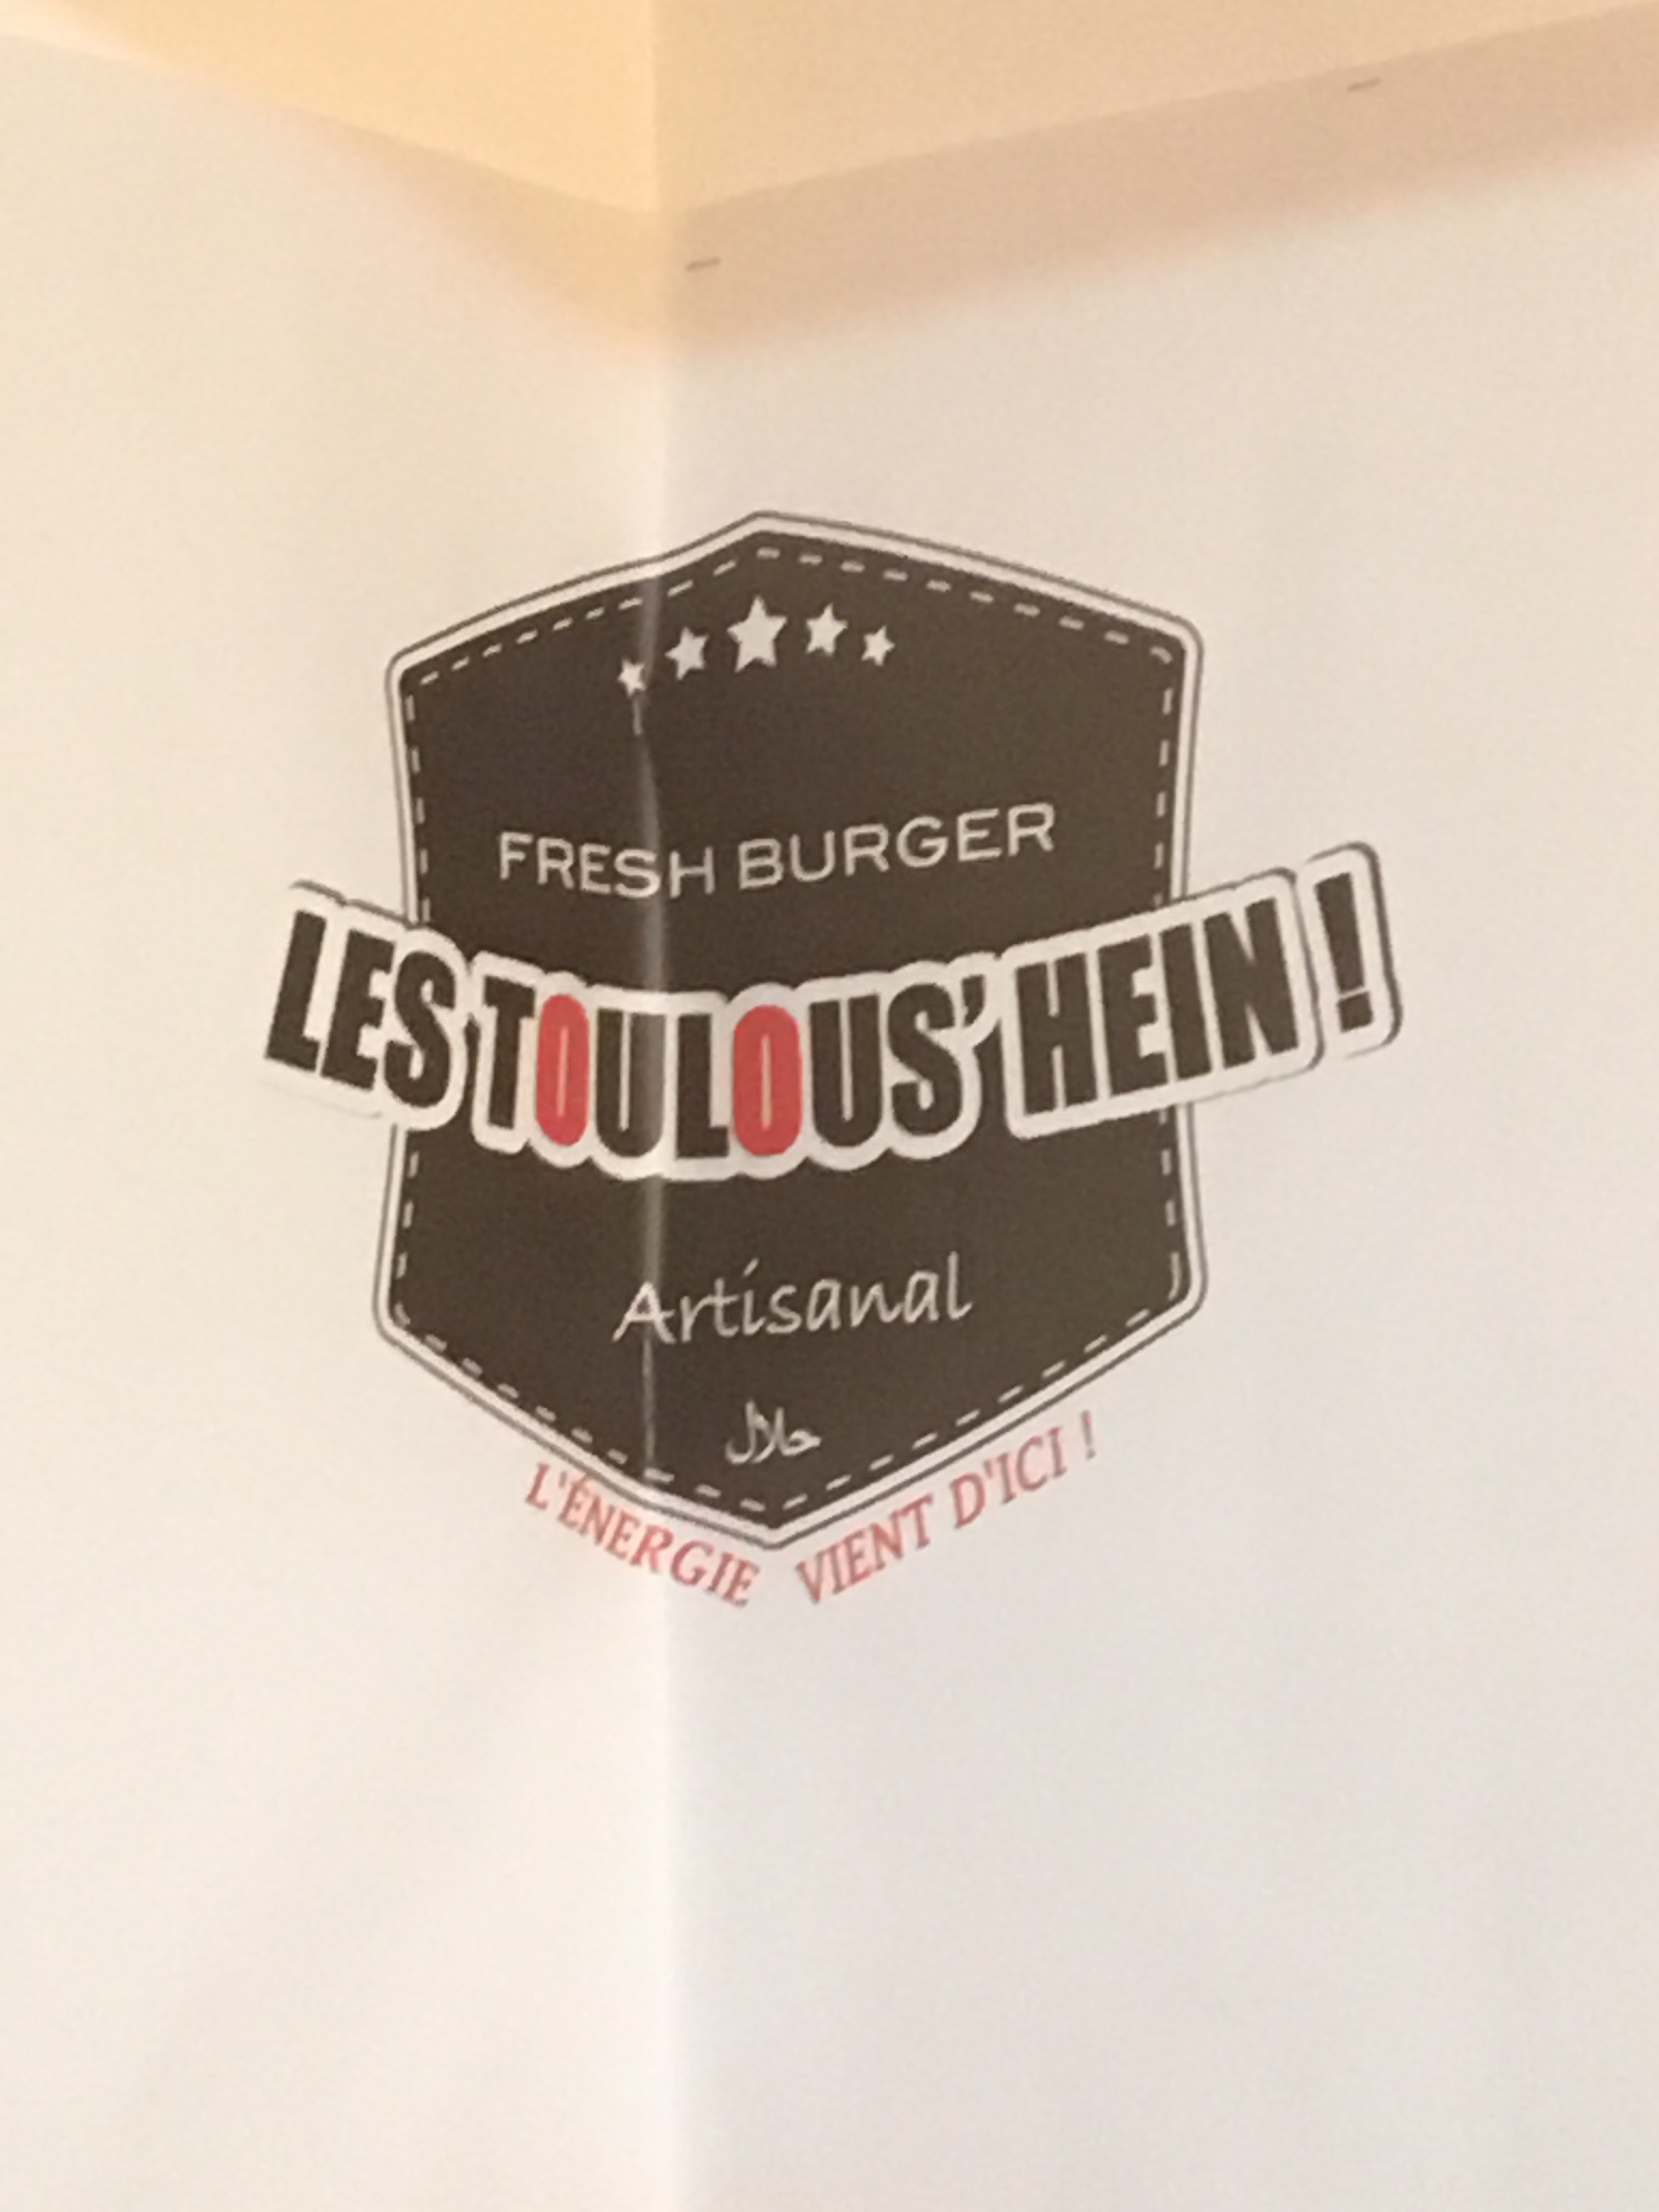 FRESH BURGER
LES TOULOUS'HEIN !
Artisanal
حلال
L'ÉNERGIE VIENT D'ICI !